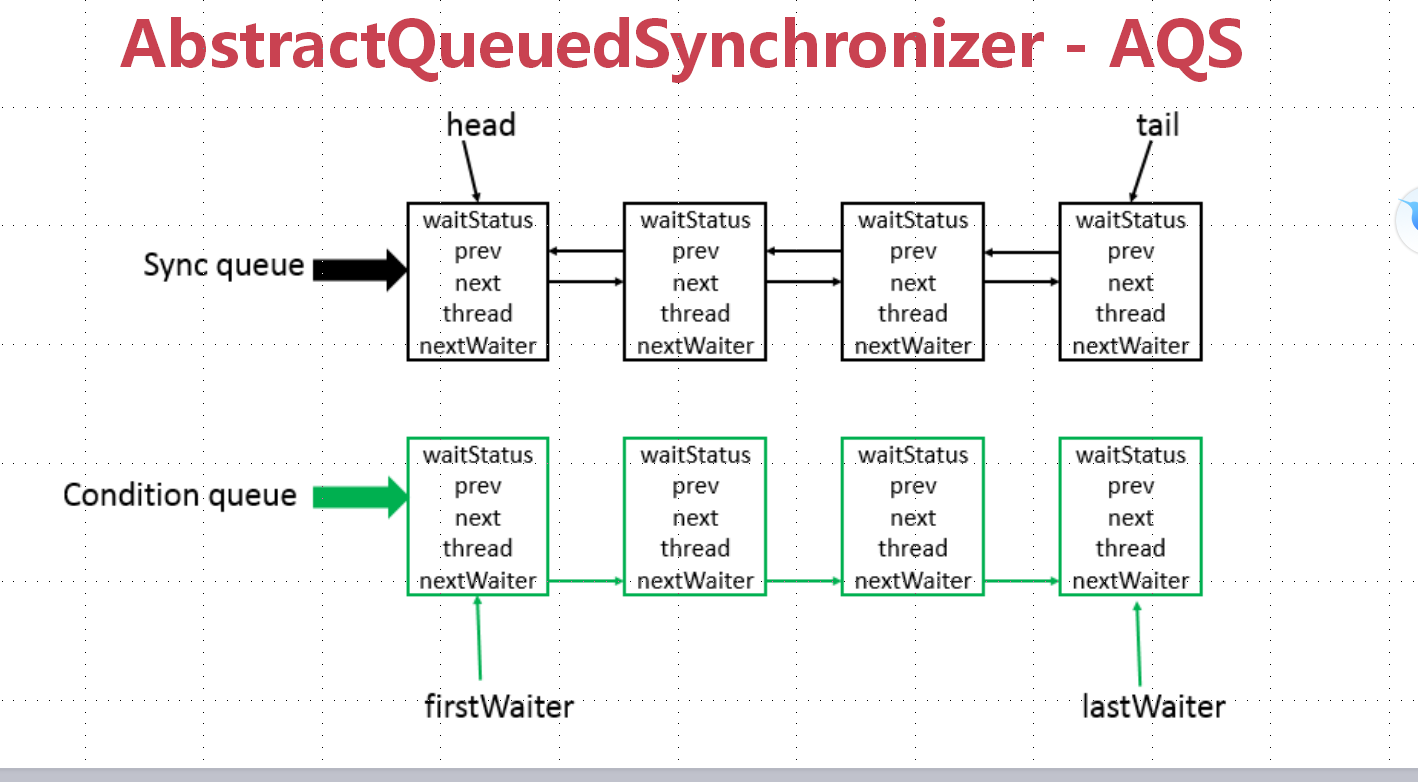 AbstractQueuedSynchronizer - AQS
head
tail
Sync queue
waitStatus
prev
next
thread
nextWaiter
waitStatus
prev
next
thread
nextWaiter
waitStatus
prev
next
thread
nextWaiter
waitStatus
prev
next
thread
nextWaiter
Condition queue
waitStatus
prev
next
thread
nextWaiter
waitStatus
prev
next
thread
nextWaiter
waitStatus
prev
next
thread
nextWaiter
waitStatus
prev
next
thread
nextWaiter
firstWaiter
lastWaiter